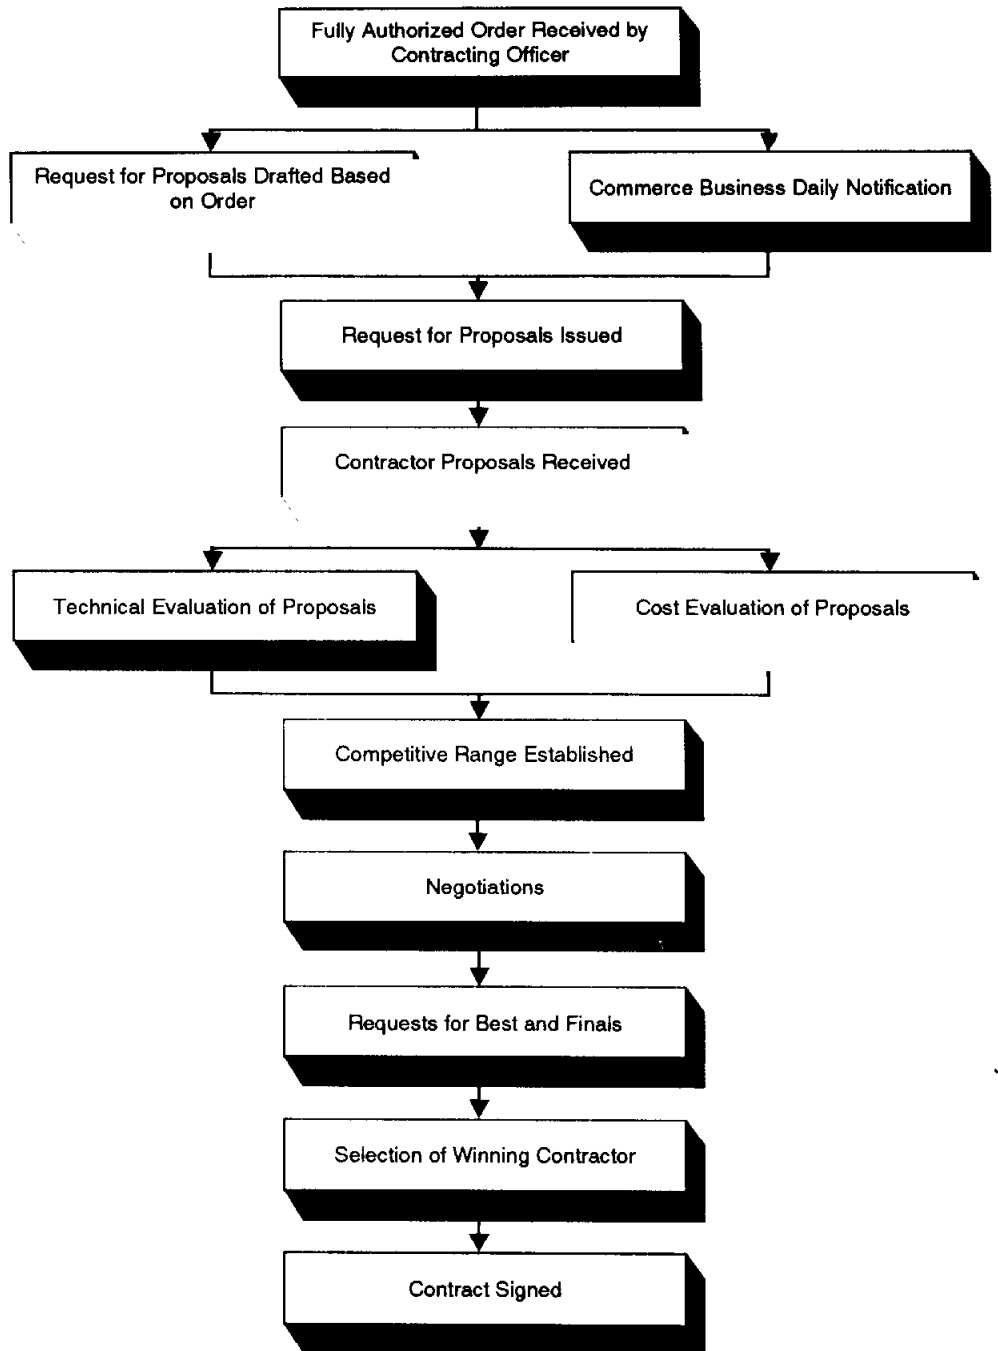 Fully Authorized Order Received by
Contracting Officer
Request for Proposals Drafted Based
on Order
Commerce Business Daily Notification
Request for Proposals Issued
Contractor Proposals Received
Technical Evaluation of Proposals
Cost Evaluation of Proposals
Competitive Range Established
Negotiations
Requests for Best and Finals
Selection of Winning Contractor
Contract Signed